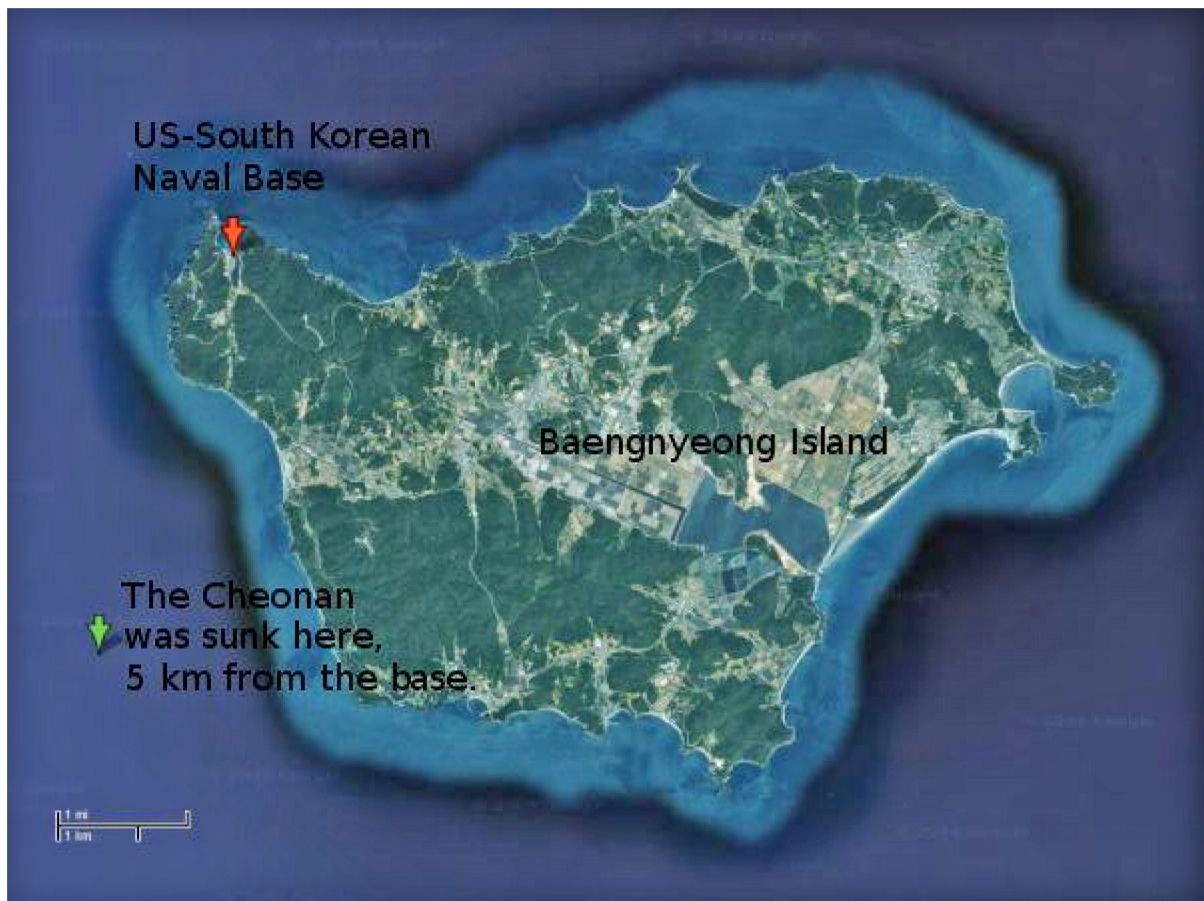 US-South Korean
Naval Base
Baengnyeong Island
The Cheonan
was sunk here,
5 km from the base.
1 mi
1 km